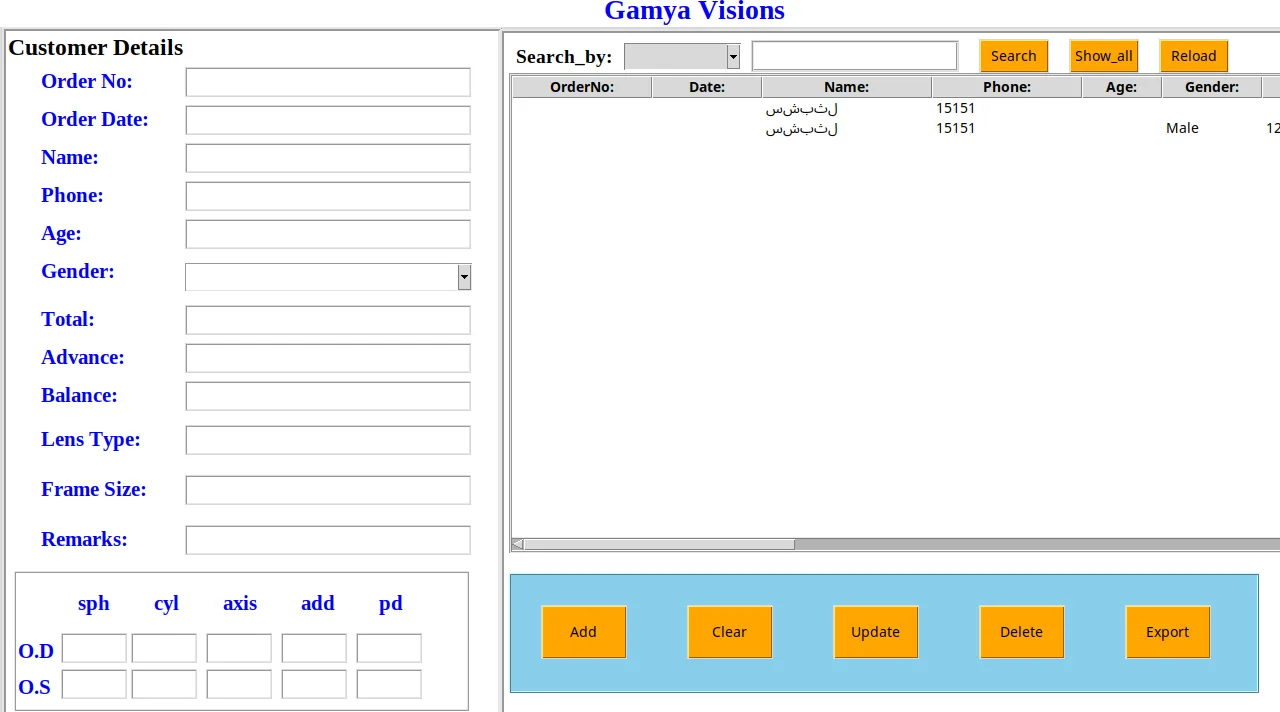 Gamya Visions
Customer Details
Order No:
Order Date:
Name:
Phone:
Age:
Gender:
Total:
Advance:
Balance:
Lens Type:
Frame Size:
Remarks:
sph cyl axis add pd
O.D
O.S
Search_by: Search Show_all Reload
OrderNo: Date: Name: Phone: Age: Gender:
لثبشس 15151
لثبشس 15151 Male 12
Add Clear Update Delete Export